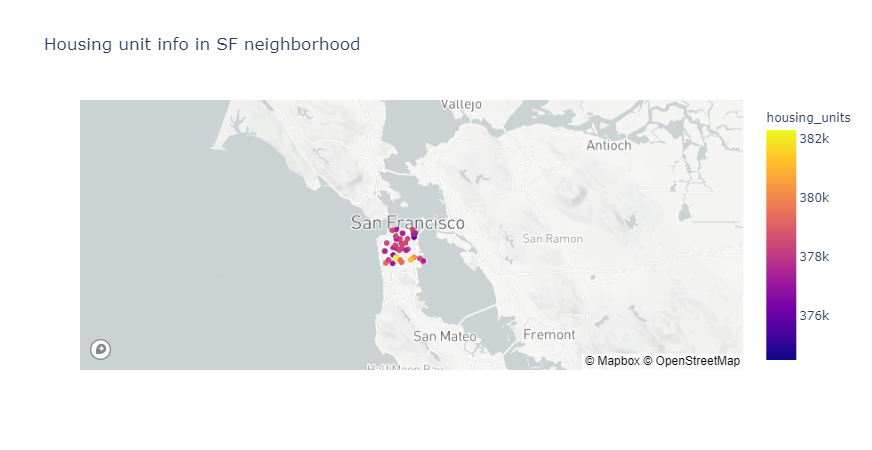 Housing unit info in SF neighborhood
Vallejo
Antioch
San Francisco
San Ramon
San Mateo
Fremont
Half Moon Bay
© Mapbox © OpenStreetMap
housing_units
382k
380k
378k
376k